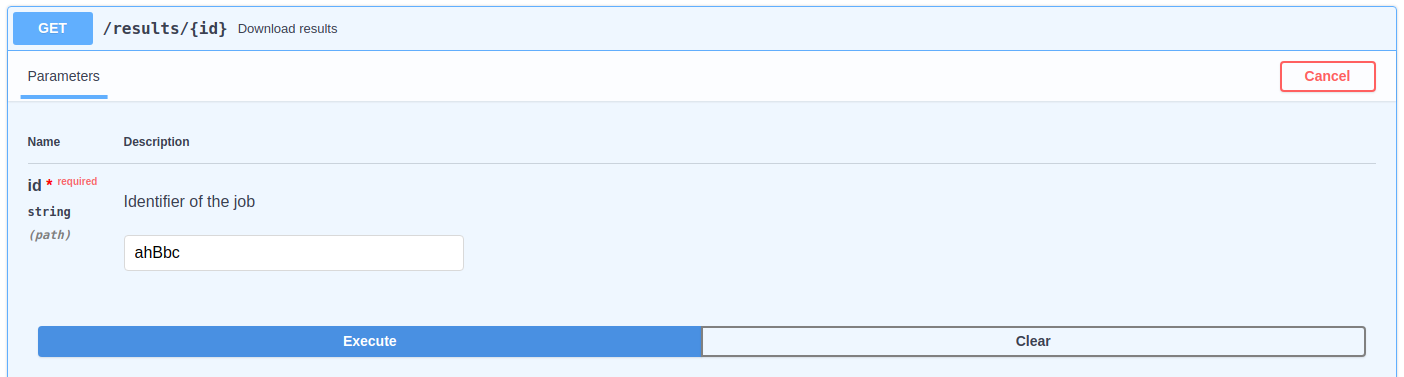 GET /results/{id} Download results
Parameters Cancel
Name Description
id * required
string
(path)
Identifier of the job
ahBbc
Execute Clear